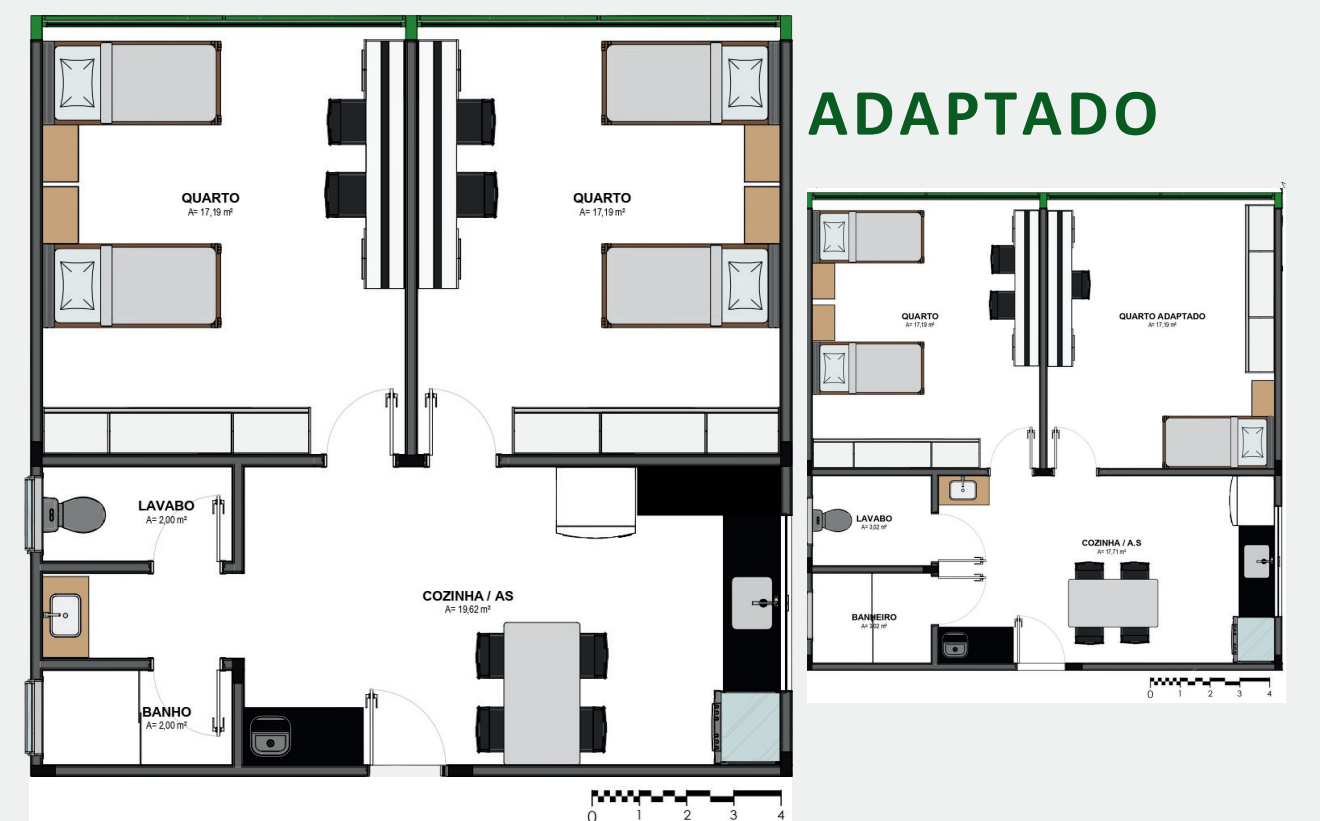 ADAPTADO
QUARTO
A= 17,19 m²
QUARTO
A= 17,19 m²
LAVABO
A= 2,00 m²
COZINHA / AS
A= 19,62 m²
BANHO
A= 2,00 m²
0 1 2 3 4
QUARTO
A= 17,19 m²
QUARTO ADAPTADO
A= 17,19 m²
LAVABO
A= 3,02 m²
COZINHA / A.S
A= 17,71 m²
BANHEIRO
A= 3,02 m²
0 1 2 3 4